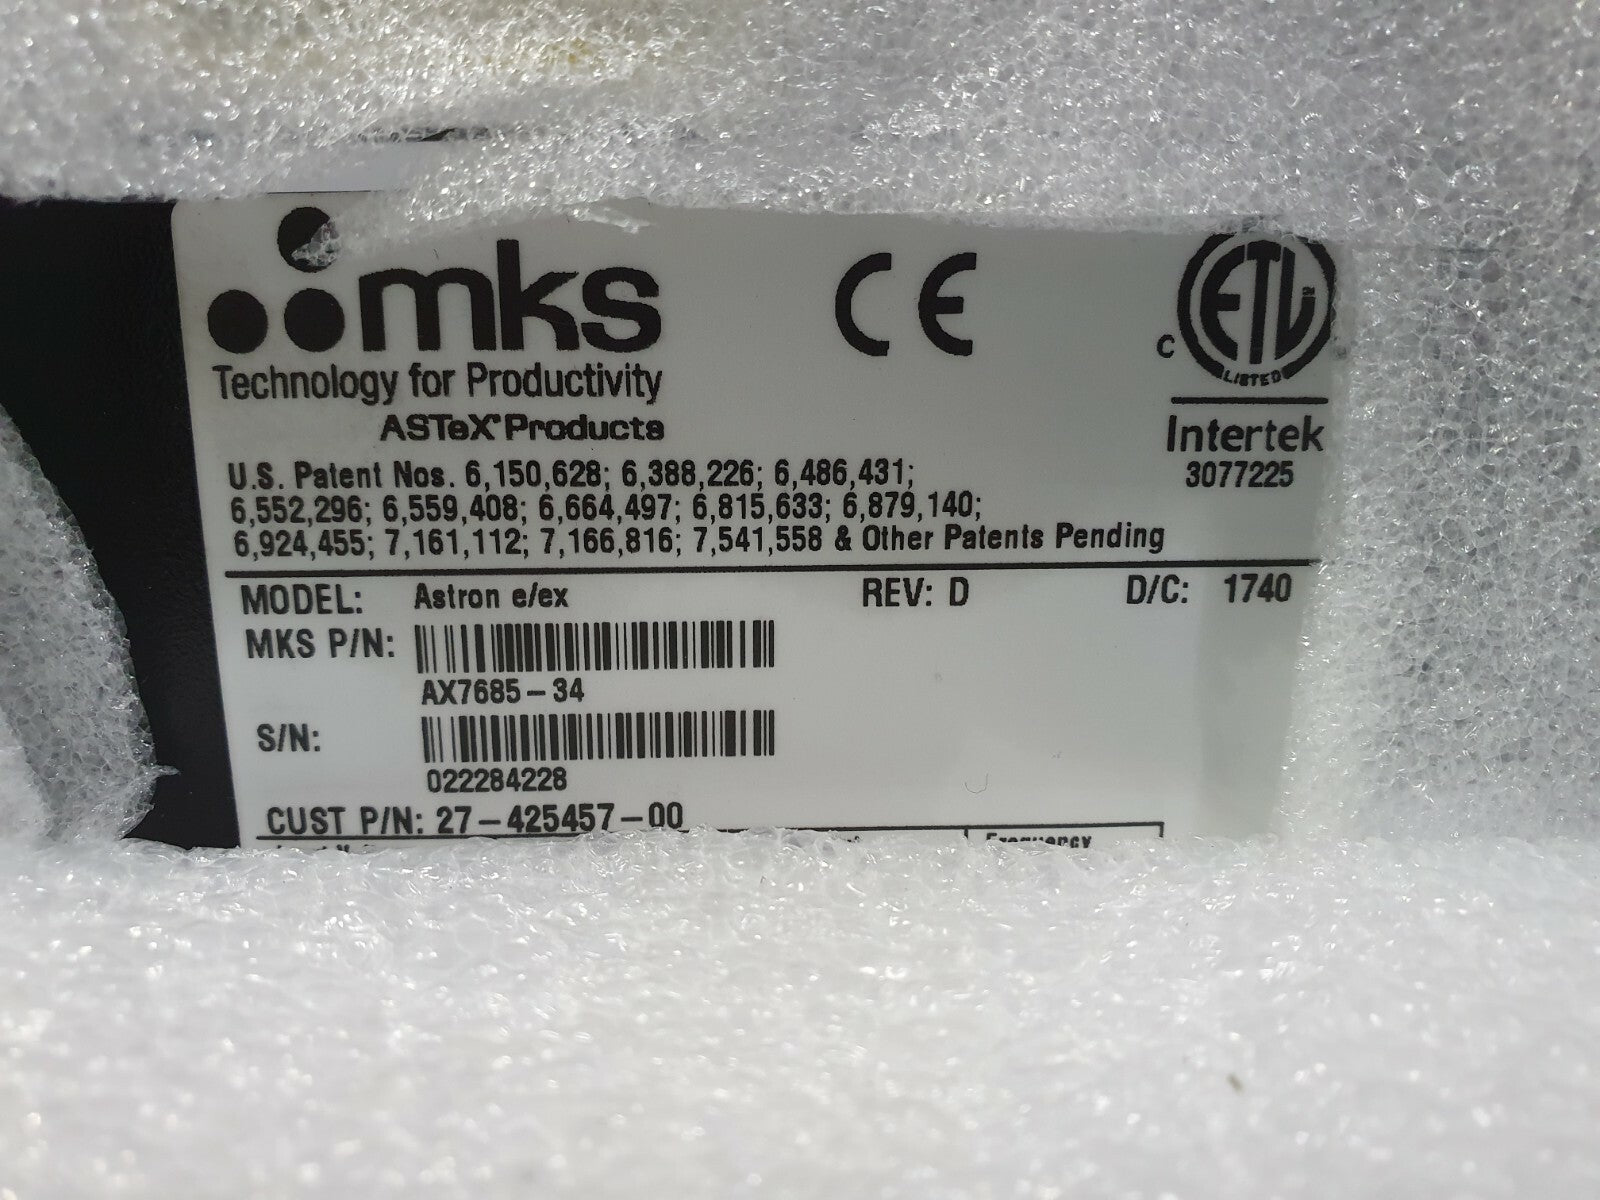 mks
Technology for Productivity
ASTeX® Products
CE
C ETL LISTED
Intertek
3077225
U.S. Patent Nos. 6,150,628; 6,388,226; 6,486,431;
6,552,296; 6,559,408; 6,664,497; 6,815,633; 6,879,140;
6,924,455; 7,161,112; 7,166,816; 7,541,558 & Other Patents Pending
MODEL: Astron e/ex REV: D D/C: 1740
MKS P/N:
AX7685-34
S/N:
022284228
CUST P/N: 27-425457-00
Frequency